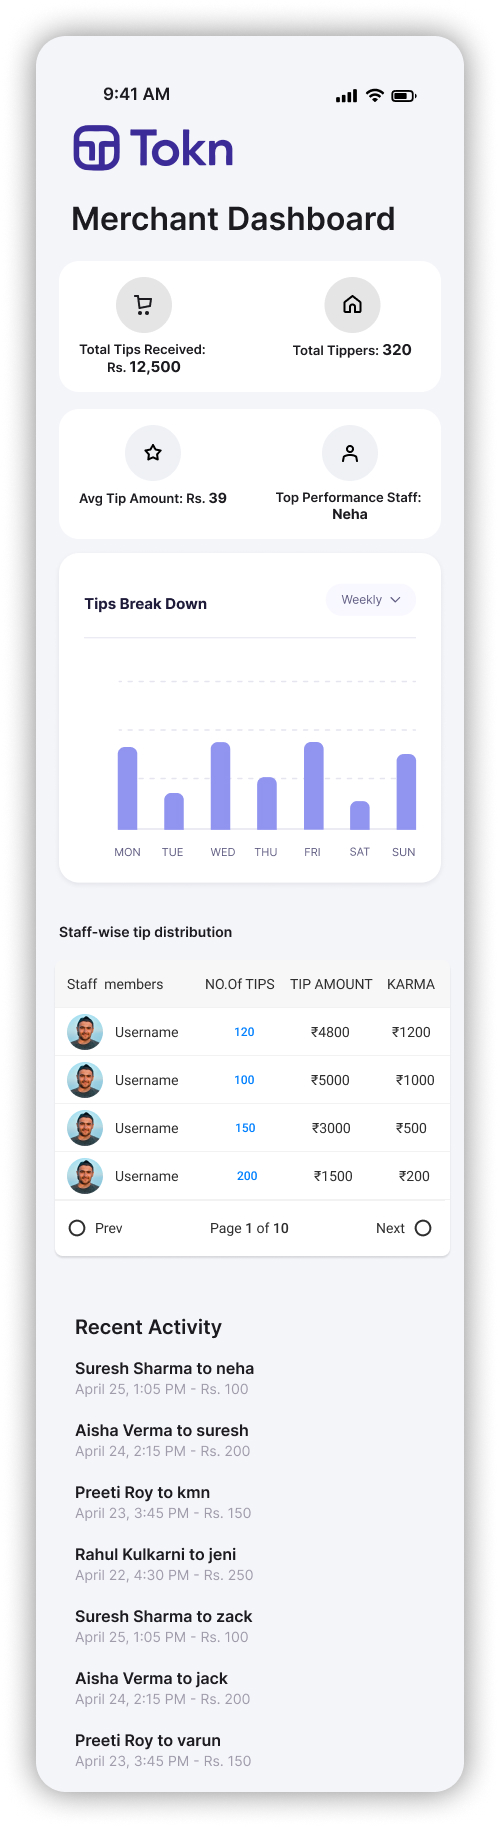 9:41 AM
Tokn
Merchant Dashboard
Total Tips Received:
Rs. 12,500
Total Tippers: 320
Avg Tip Amount: Rs. 39
Top Performance Staff:
Neha
Tips Break Down
Weekly
MON TUE WED THU FRI SAT SUN
Staff-wise tip distribution
Staff members NO.Of TIPS TIP AMOUNT KARMA
Username 120 ₹4800 ₹1200
Username 100 ₹5000 ₹1000
Username 150 ₹3000 ₹500
Username 200 ₹1500 ₹200
Prev Page 1 of 10 Next
Recent Activity
Suresh Sharma to neha
April 25, 1:05 PM - Rs. 100
Aisha Verma to suresh
April 24, 2:15 PM - Rs. 200
Preeti Roy to kmn
April 23, 3:45 PM - Rs. 150
Rahul Kulkarni to jeni
April 22, 4:30 PM - Rs. 250
Suresh Sharma to zack
April 25, 1:05 PM - Rs. 100
Aisha Verma to jack
April 24, 2:15 PM - Rs. 200
Preeti Roy to varun
April 23, 3:45 PM - Rs. 150